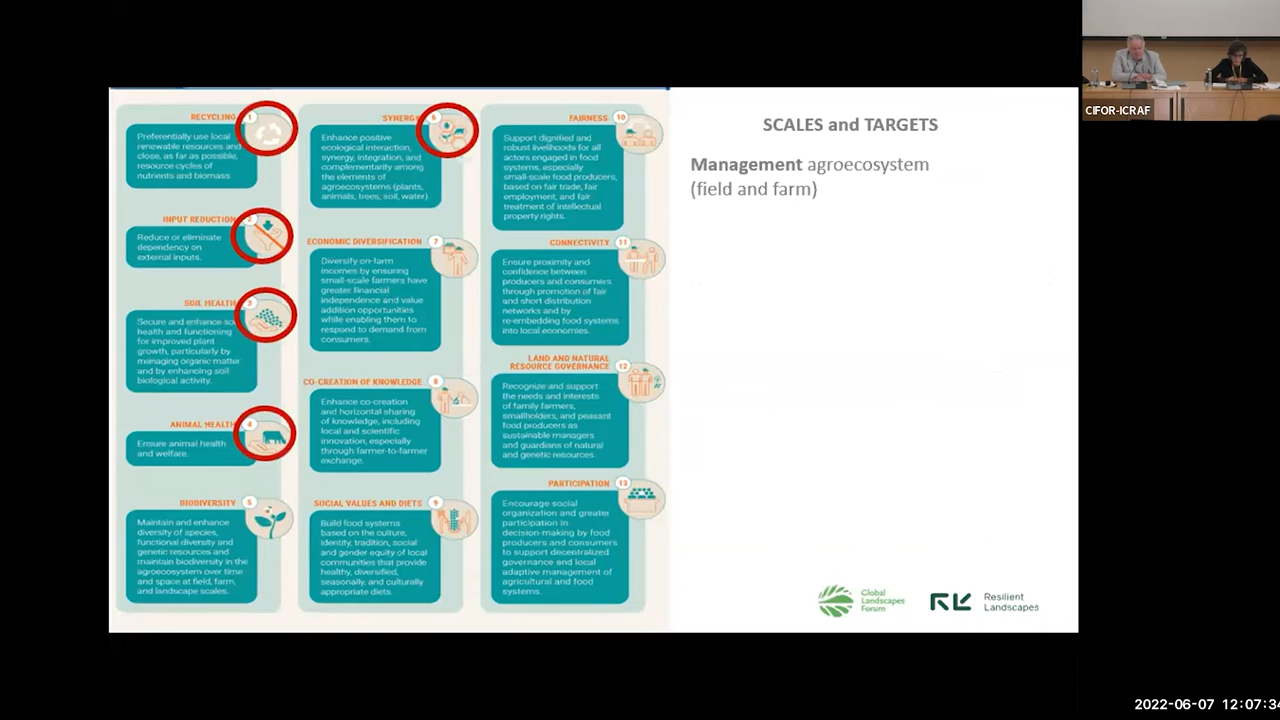 RECYCLING 1
Preferentially use local
renewable resources and
close, as far as possible,
resource cycles of
nutrients and biomass
INPUT REDUCTION 2
Reduce or eliminate
dependency on
external inputs.
SOIL HEALTH 3
Secure and enhance soil
health and functioning
for improved plant
growth, particularly by
managing organic matter
and by enhancing soil
biological activity.
ANIMAL HEALTH 4
Ensure animal health
and welfare.
BIODIVERSITY 5
Maintain and enhance
diversity of species,
functional diversity and
genetic resources and
maintain biodiversity in the
agroecosystem over time
and space at field, farm,
and landscape scales.
SYNERGY 6
Enhance positive
ecological interaction,
synergy, integration, and
complementarity among
the elements of
agroecosystems (plants,
animals, trees, soil, water).
ECONOMIC DIVERSIFICATION 7
Diversify on-farm
incomes by ensuring
small-scale farmers have
greater financial
independence and value
addition opportunities
while enabling them to
respond to demand from
consumers.
CO-CREATION OF KNOWLEDGE 8
Enhance co-creation
and horizontal sharing
of knowledge, including
local and scientific
innovation, especially
through farmer-to-farmer
exchange.
SOCIAL VALUES AND DIETS 9
Build food systems
based on the culture,
identity, tradition, social
and gender equity of local
communities that provide
healthy, diversified,
seasonally, and culturally
appropriate diets.
FAIRNESS 10
Support dignified and
robust livelihoods for all
actors engaged in food
systems, especially
small-scale food producers,
based on fair trade, fair
employment, and fair
treatment of intellectual
property rights.
CONNECTIVITY 11
Ensure proximity and
confidence between
producers and consumers
through promotion of fair
and short distribution
networks and by
re-embedding food systems
into local economies.
LAND AND NATURAL
RESOURCE GOVERNANCE 12
Recognize and support
the needs and interests
of family farmers,
smallholders, and peasant
food producers as
sustainable managers
and guardians of natural
and genetic resources.
PARTICIPATION 13
Encourage social
organization and greater
participation in
decision-making by food
producers and consumers
to support decentralized
governance and local
adaptive management of
agricultural and food
systems.
SCALES and TARGETS
Management agroecosystem
(field and farm)
Global
Landscapes
Forum
Resilient
Landscapes
CIFOR-ICRAF
2022-06-07 12:07:34